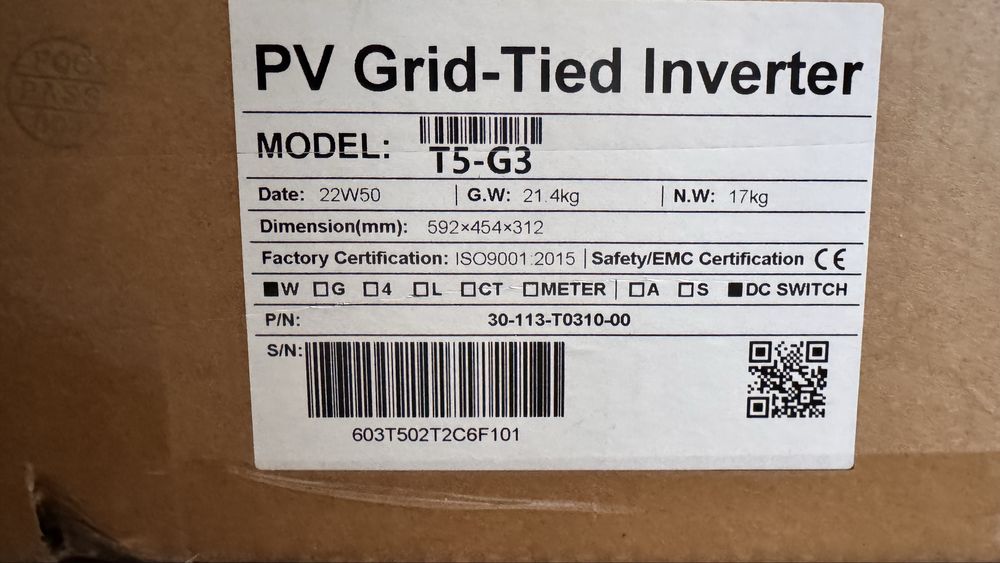 PV Grid-Tied Inverter
MODEL: T5-G3
Date: 22W50 | G.W: 21.4kg | N.W: 17kg
Dimension(mm): 592×454×312
Factory Certification: ISO9001:2015 | Safety/EMC Certification CE
■W □G □4 □L □CT □METER | □A □S ■DC SWITCH
P/N: 30-113-T0310-00
S/N:
603T502T2C6F101
PASS